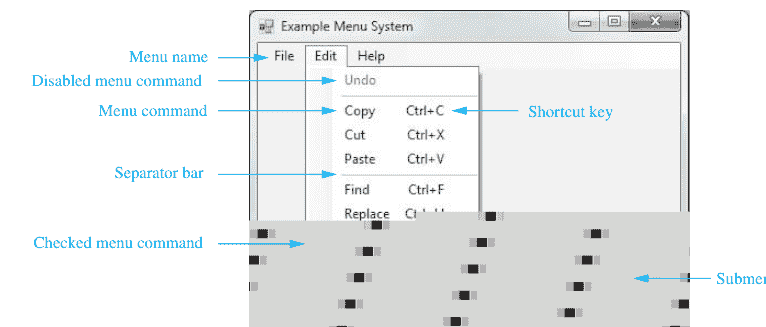 Example Menu System
Menu name File Edit Help
Disabled menu command Undo
Menu command Copy Ctrl+C Shortcut key
Cut Ctrl+X
Paste Ctrl+V
Separator bar
Find Ctrl+F
Replace
Checked menu command